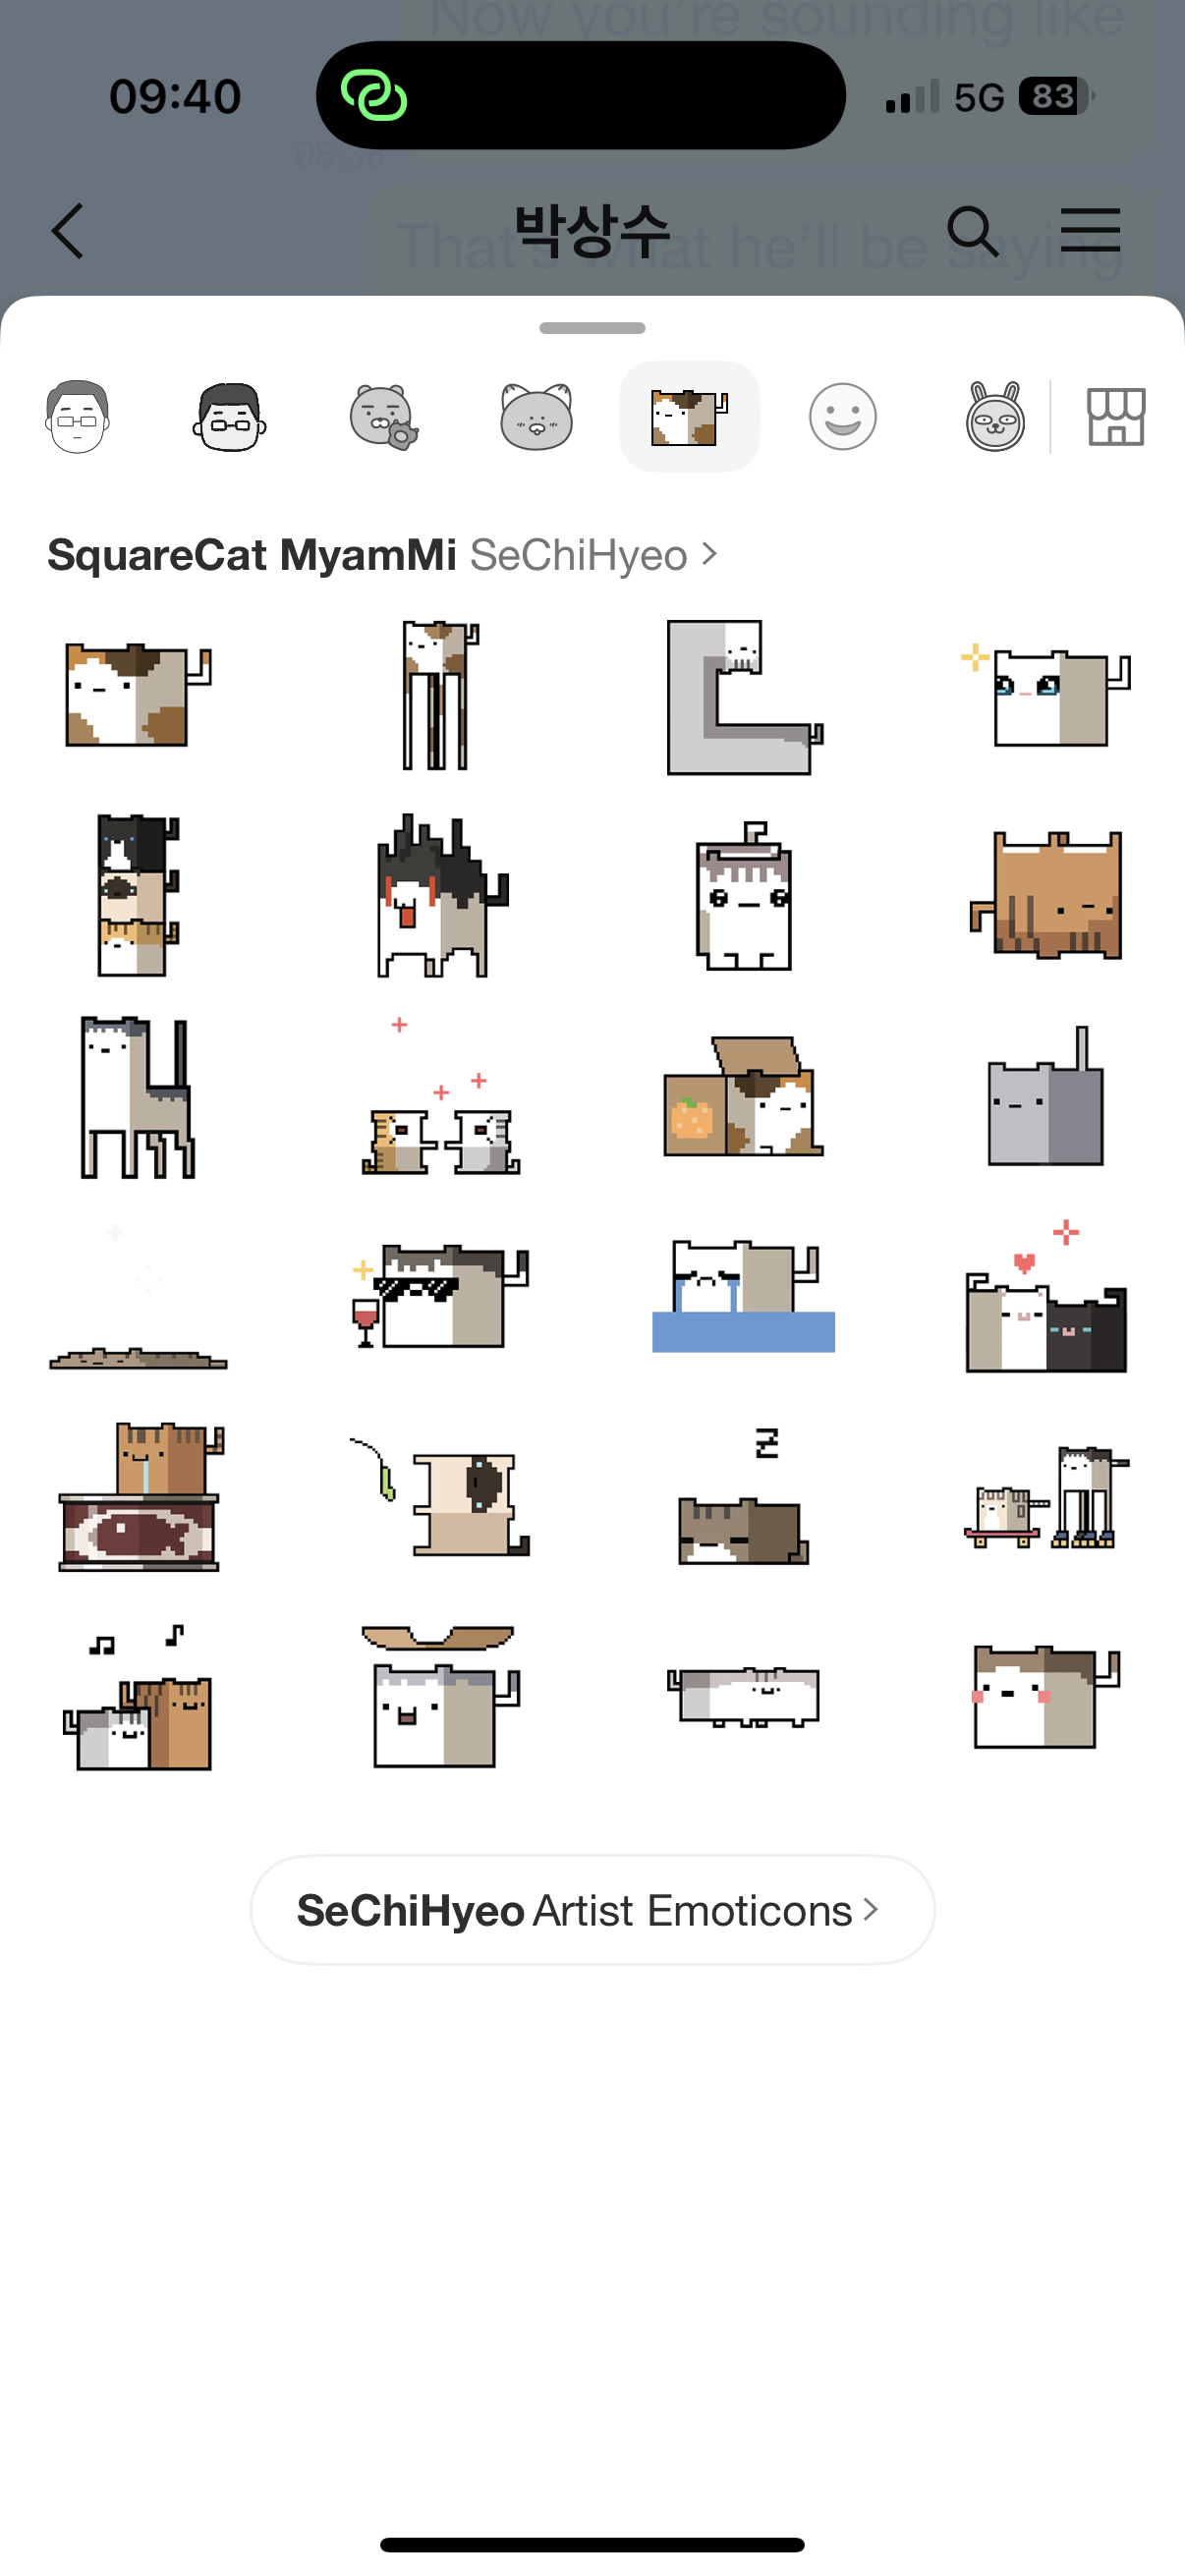 Now you're sounding like
09:40
5G 83
08:38
박상수
That's what he'll be saying
SquareCat MyamMi SeChiHyeo >
z
SeChiHyeo Artist Emoticons >